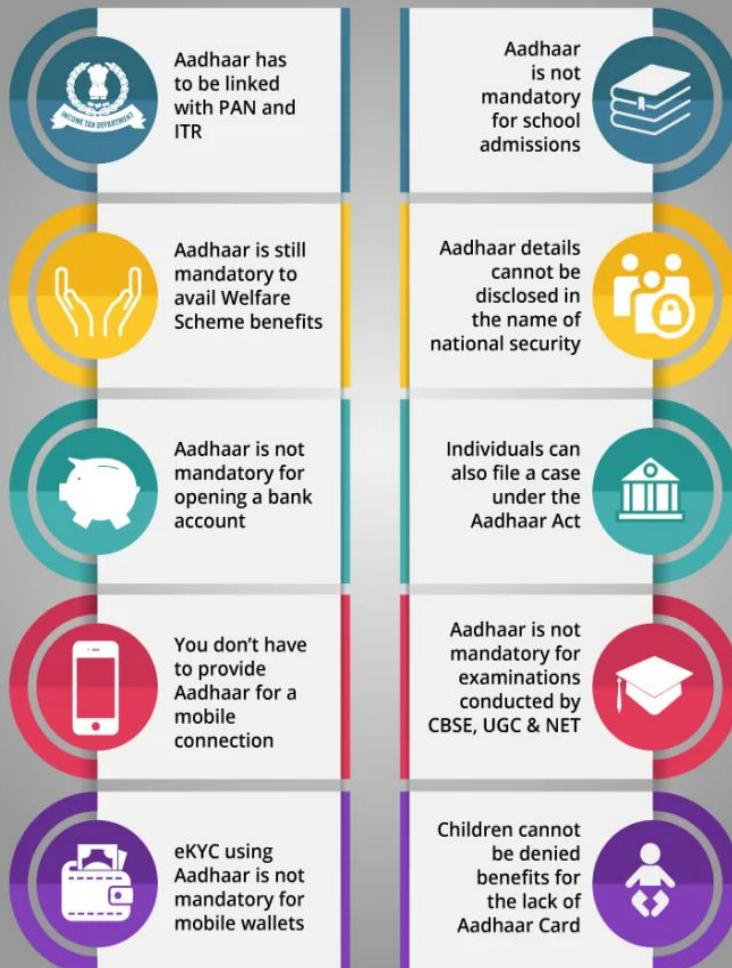 INCOME TAX DEPARTMENT
Aadhaar has
to be linked
with PAN and
ITR
Aadhaar
is not
mandatory
for school
admissions
Aadhaar is still
mandatory to
avail Welfare
Scheme benefits
Aadhaar details
cannot be
disclosed in
the name of
national security
Aadhaar is not
mandatory for
opening a bank
account
Individuals can
also file a case
under the
Aadhaar Act
You don’t have
to provide
Aadhaar for a
mobile
connection
Aadhaar is not
mandatory for
examinations
conducted by
CBSE, UGC & NET
eKYC using
Aadhaar is not
mandatory for
mobile wallets
Children cannot
be denied
benefits for
the lack of
Aadhaar Card